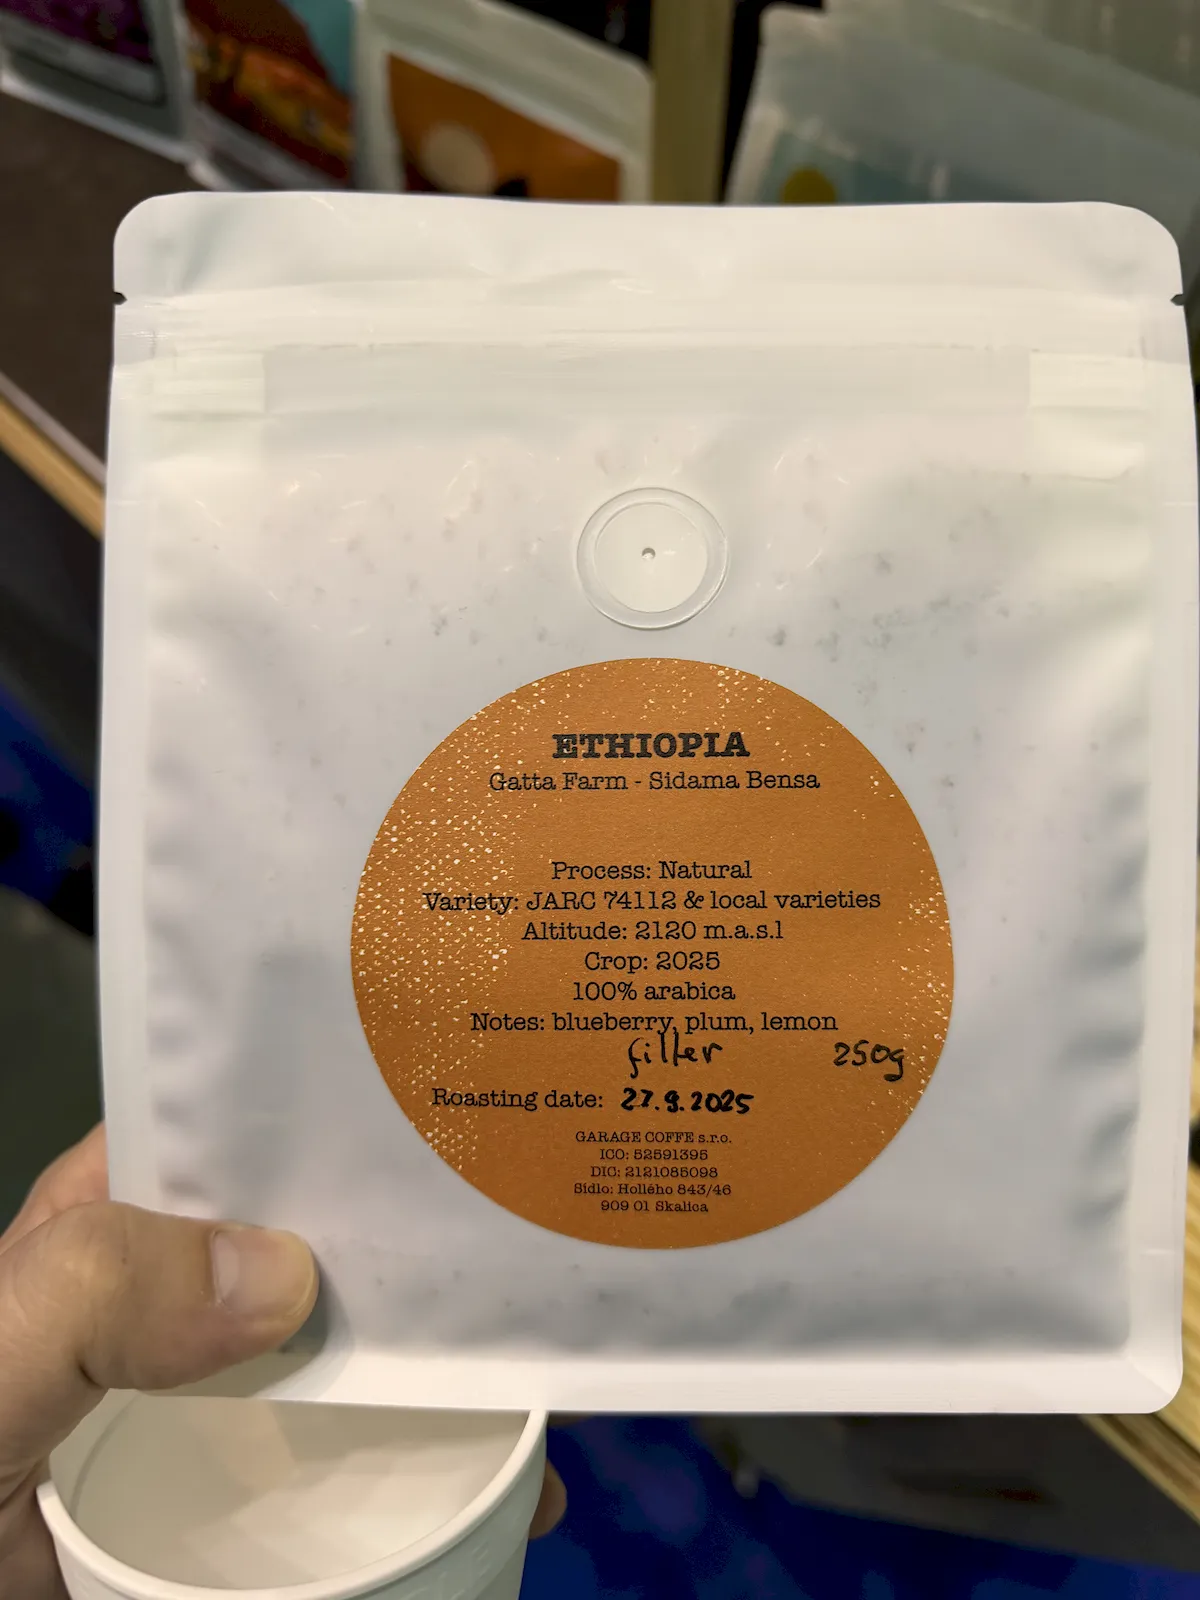 ETHIOPIA
Gatta Farm - Sidama Bensa
Process: Natural
Variety: JARC 74112 & local varieties
Altitude: 2120 m.a.s.l
Crop: 2025
100% arabica
Notes: blueberry, plum, lemon
filter 250g
Roasting date: 27.9.2025
GARAGE COFFE s.r.o.
ICO: 52591395
DIC: 2121085098
Sídlo: Hollého 843/46
909 01 Skalica